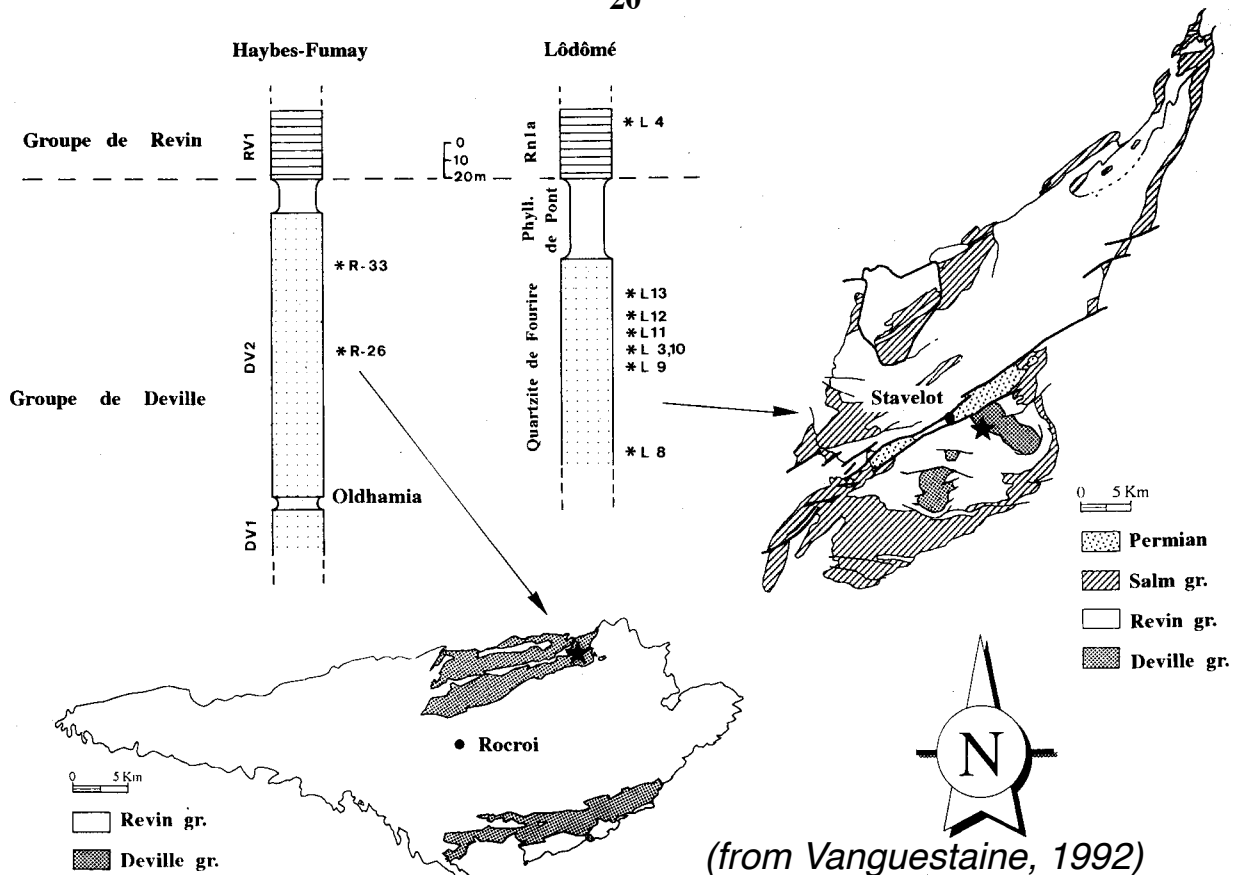 20
Haybes-Fumay
Lôdômé
Groupe de Revin
RV1
0
10
20m
Rn1a
* L 4
Phyll.
de Pont
* R-33
* R-26
DV2
Groupe de Deville
Quartzite de Fourire
* L13
* L12
* L11
* L 3,10
* L 9
* L 8
Oldhamia
DV1
Stavelot
0 5 Km
Permian
Salm gr.
Revin gr.
Deville gr.
Rocroi
0 5 Km
Revin gr.
Deville gr.
N
(from Vanguestaine, 1992)